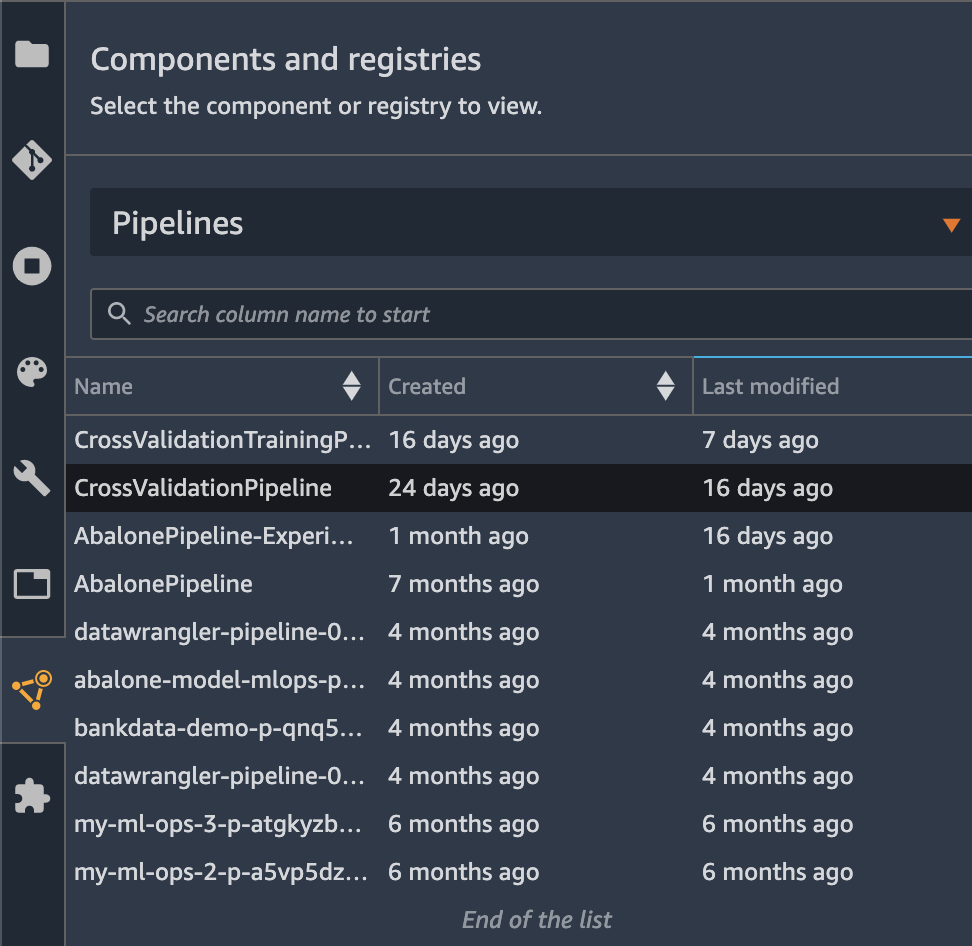 Components and registries
Select the component or registry to view.
Pipelines
Search column name to start
Name Created Last modified
CrossValidationTrainingP... 16 days ago 7 days ago
CrossValidationPipeline 24 days ago 16 days ago
AbalonePipeline-Experi... 1 month ago 16 days ago
AbalonePipeline 7 months ago 1 month ago
datawrangler-pipeline-0... 4 months ago 4 months ago
abalone-model-mlops-p... 4 months ago 4 months ago
bankdata-demo-p-qnq5... 4 months ago 4 months ago
datawrangler-pipeline-0... 4 months ago 4 months ago
my-ml-ops-3-p-atgkyzb... 6 months ago 6 months ago
my-ml-ops-2-p-a5vp5dz... 6 months ago 6 months ago
End of the list